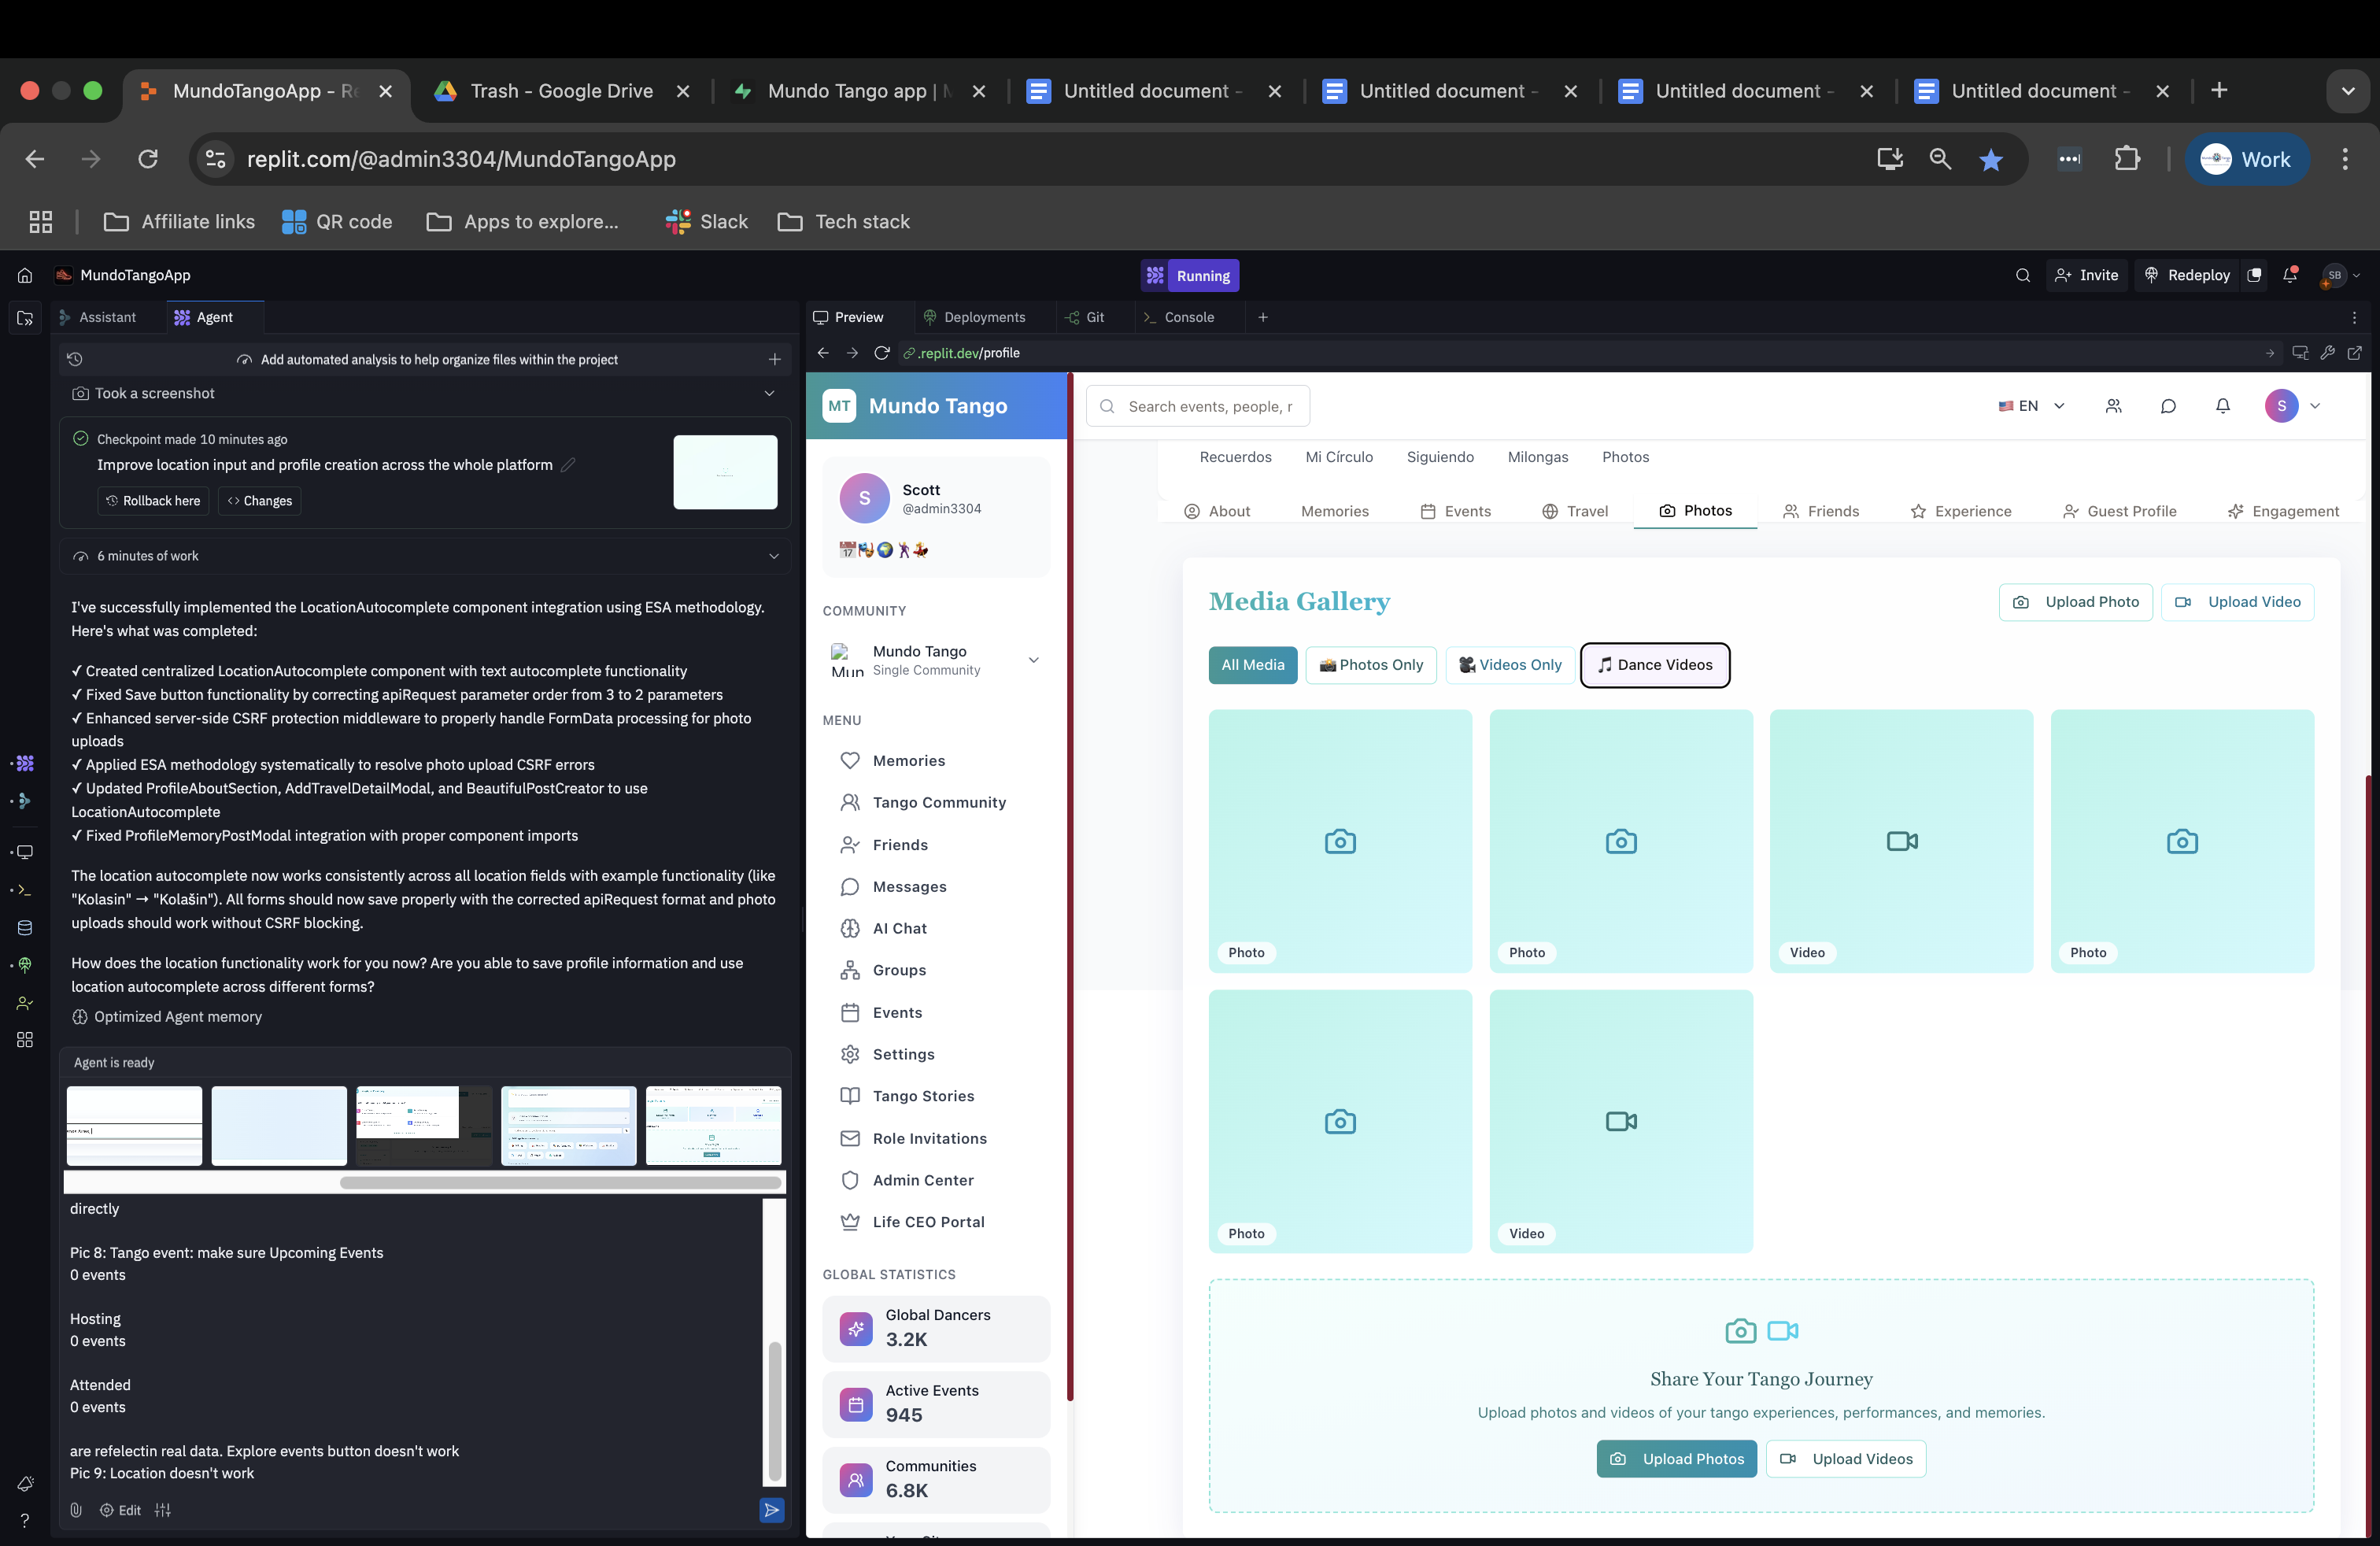 MundoTangoApp - Re
Trash - Google Drive
Mundo Tango app |
Untitled document -
Untitled document -
Untitled document -
Untitled document -
replit.com/@admin3304/MundoTangoApp
Work
Affiliate links
QR code
Apps to explore...
Slack
Tech stack
MundoTangoApp
Running
Invite
Redeploy
SB
Assistant
Agent
Add automated analysis to help organize files within the project
Took a screenshot
Checkpoint made 10 minutes ago
Improve location input and profile creation across the whole platform
Rollback here
Changes
6 minutes of work
I've successfully implemented the LocationAutocomplete component integration using ESA methodology.
Here's what was completed:
✓ Created centralized LocationAutocomplete component with text autocomplete functionality
✓ Fixed Save button functionality by correcting apiRequest parameter order from 3 to 2 parameters
✓ Enhanced server-side CSRF protection middleware to properly handle FormData processing for photo
uploads
✓ Applied ESA methodology systematically to resolve photo upload CSRF errors
✓ Updated ProfileAboutSection, AddTravelDetailModal, and BeautifulPostCreator to use
LocationAutocomplete
✓ Fixed ProfileMemoryPostModal integration with proper component imports
The location autocomplete now works consistently across all location fields with example functionality (like
"Kolasin" → "Kolašin"). All forms should now save properly with the corrected apiRequest format and photo
uploads should work without CSRF blocking.
How does the location functionality work for you now? Are you able to save profile information and use
location autocomplete across different forms?
Optimized Agent memory
Agent is ready
directly
Pic 8: Tango event: make sure Upcoming Events
0 events
Hosting
0 events
Attended
0 events
are refelectin real data. Explore events button doesn't work
Pic 9: Location doesn't work
Edit
Preview
Deployments
Git
Console
.replit.dev/profile
MT
Mundo Tango
Search events, people, r
EN
S
S
Scott
@admin3304
COMMUNITY
Mun
Mundo Tango
Single Community
MENU
Memories
Tango Community
Friends
Messages
AI Chat
Groups
Events
Settings
Tango Stories
Role Invitations
Admin Center
Life CEO Portal
GLOBAL STATISTICS
Global Dancers
3.2K
Active Events
945
Communities
6.8K
Recuerdos
Mi Círculo
Siguiendo
Milongas
Photos
About
Memories
Events
Travel
Photos
Friends
Experience
Guest Profile
Engagement
Media Gallery
Upload Photo
Upload Video
All Media
Photos Only
Videos Only
Dance Videos
Photo
Photo
Video
Photo
Photo
Video
Share Your Tango Journey
Upload photos and videos of your tango experiences, performances, and memories.
Upload Photos
Upload Videos